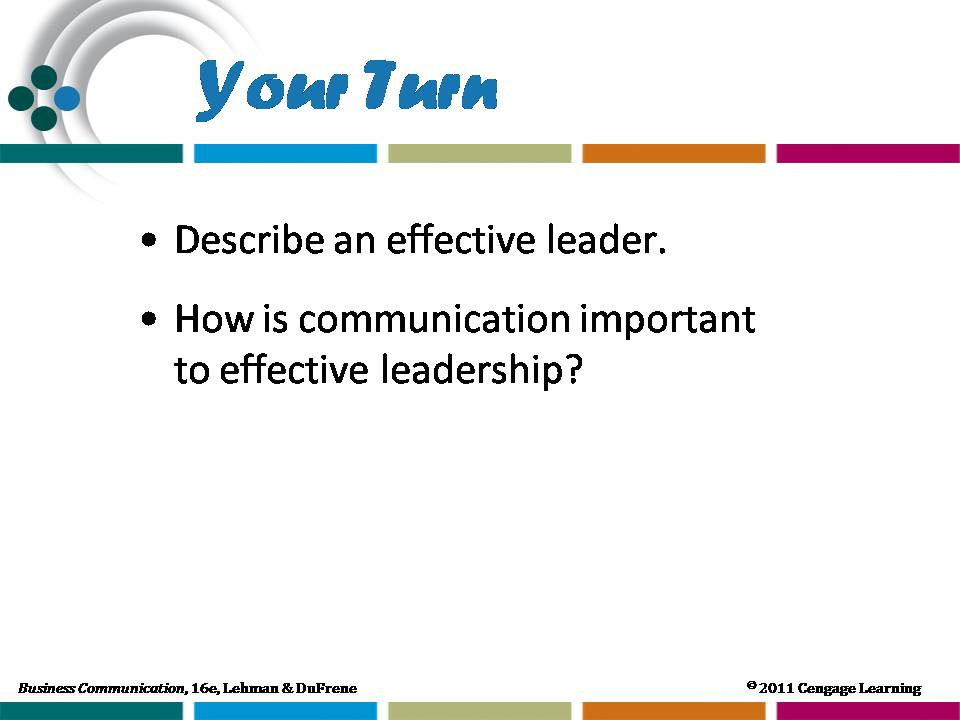 Your Turn
• Describe an effective leader.
• How is communication important
to effective leadership?
Business Communication, 16e, Lehman & DuFrene
© 2011 Cengage Learning